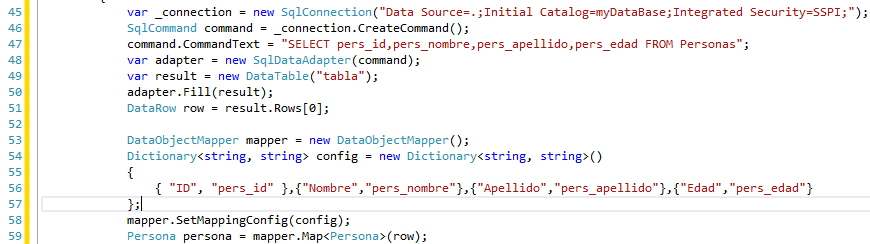 45 var _connection = new SqlConnection("Data Source=.;Initial Catalog=myDataBase;Integrated Security=SSPI;");
46 SqlCommand command = _connection.CreateCommand();
47 command.CommandText = "SELECT pers_id,pers_nombre,pers_apellido,pers_edad FROM Personas";
48 var adapter = new SqlDataAdapter(command);
49 var result = new DataTable("tabla");
50 adapter.Fill(result);
51 DataRow row = result.Rows[0];
52
53 DataObjectMapper mapper = new DataObjectMapper();
54 Dictionary<string, string> config = new Dictionary<string, string>()
55 {
56 { "ID", "pers_id" },{"Nombre","pers_nombre"},{"Apellido","pers_apellido"},{"Edad","pers_edad"}
57 };
58 mapper.SetMappingConfig(config);
59 Persona persona = mapper.Map<Persona>(row);